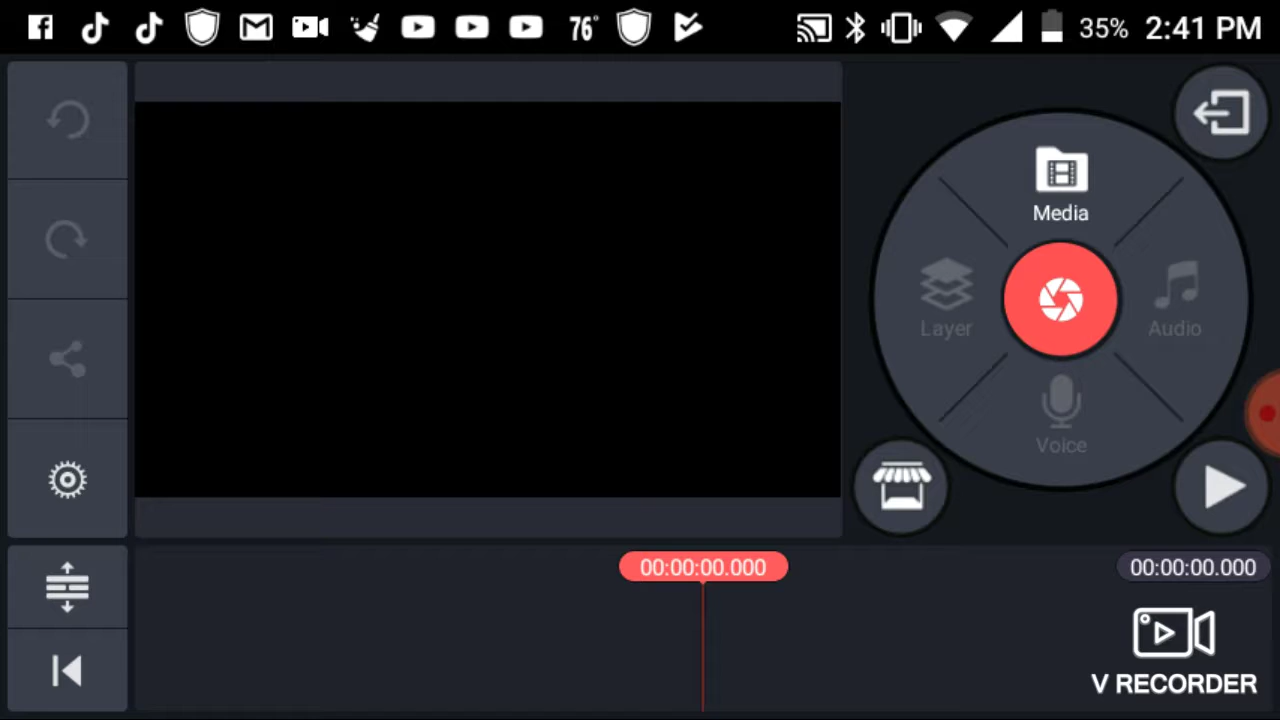 76° 35% 2:41 PM
Media
Layer
Audio
Voice
00:00:00.000
00:00:00.000
V RECORDER